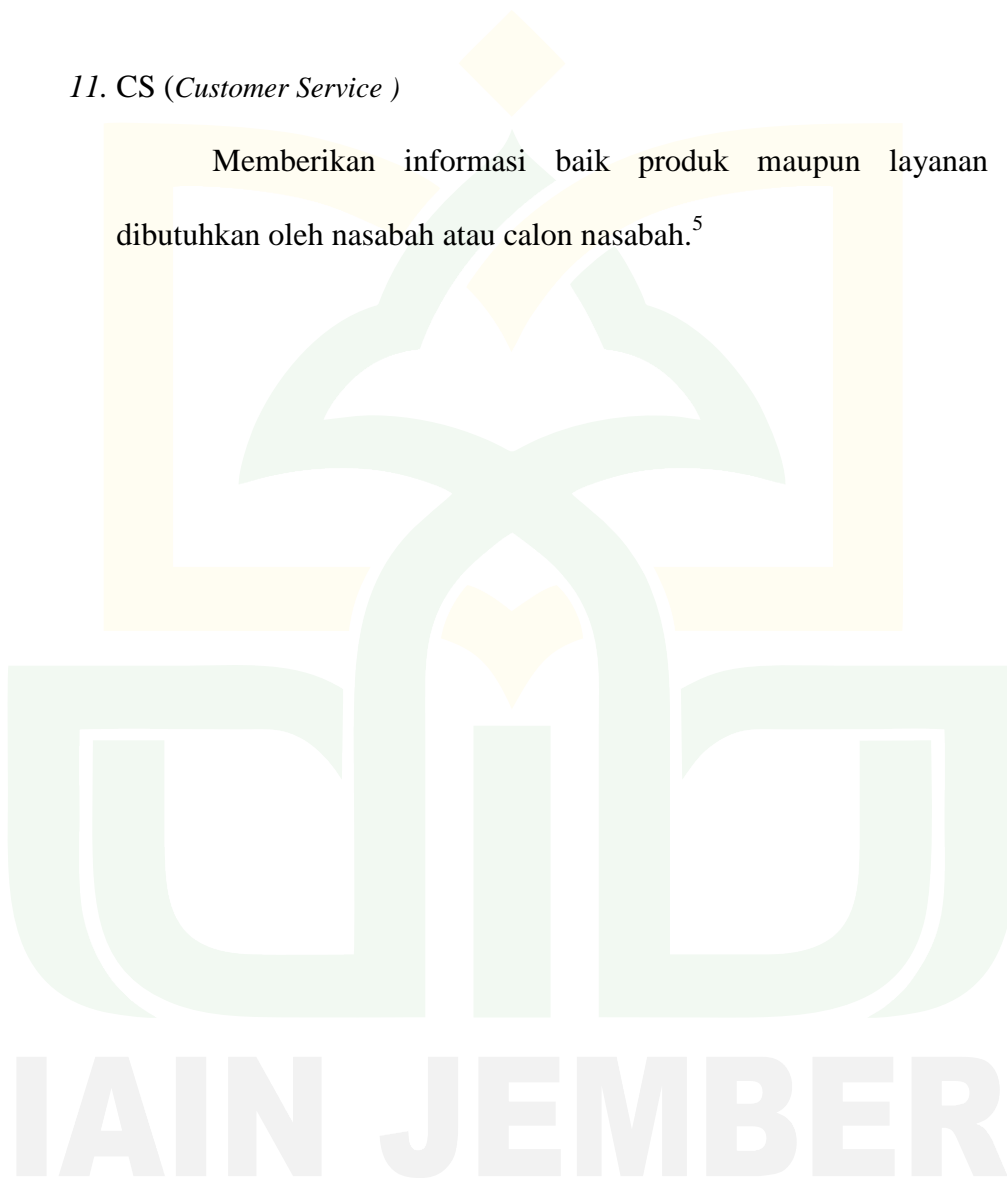 11. CS (Customer Service )
Memberikan informasi baik produk maupun layanan
dibutuhkan oleh nasabah atau calon nasabah.5
IAIN JEMBER